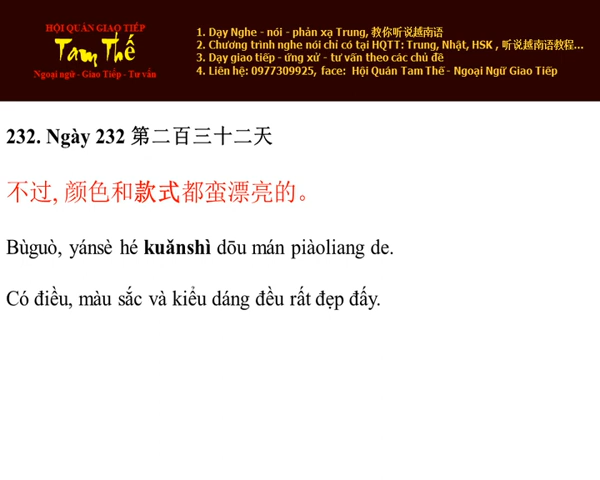 HỘI QUÁN GIAO TIẾP
Tam Thế
Ngoại ngữ - Giao Tiếp - Tư vấn
1. Dạy Nghe - nói - phản xạ Trung, 教你听说越南语
2. Chương trình nghe nói chỉ có tại HQTT: Trung, Nhật, HSK , 听说越南语教程...
3. Dạy giao tiếp - ứng xử - tư vấn theo các chủ đề
4. Liên hệ: 0977309925, face: Hội Quán Tam Thế - Ngoại Ngữ Giao Tiếp
232. Ngày 232 第二百三十二天
不过, 颜色和款式都蛮漂亮的。
Bùguò, yánsè hé kuǎnshì dōu mán piàoliang de.
Có điều, màu sắc và kiểu dáng đều rất đẹp đấy.